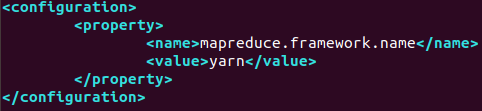 <configuration>
        <property>
                <name>mapreduce.framework.name</name>
                <value>yarn</value>
        </property>
</configuration>